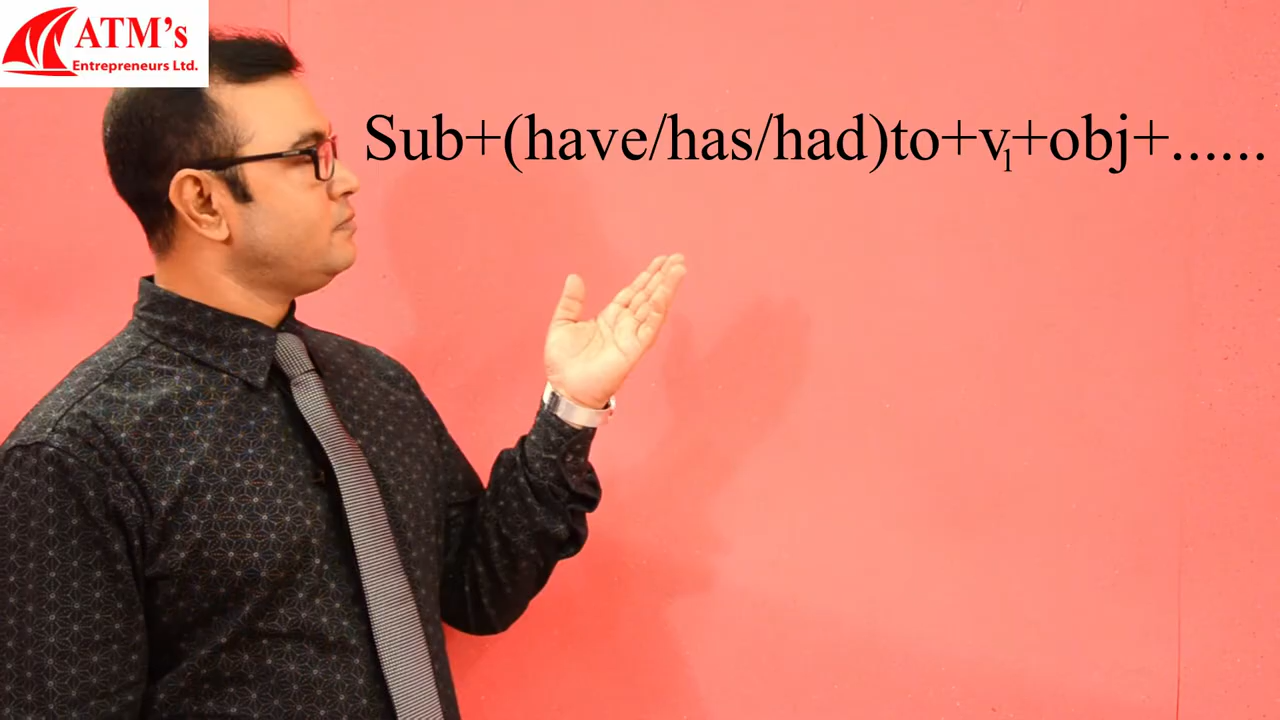 ATM's
Entrepreneurs Ltd.
Sub+(have/has/had)to+v₁+obj+......